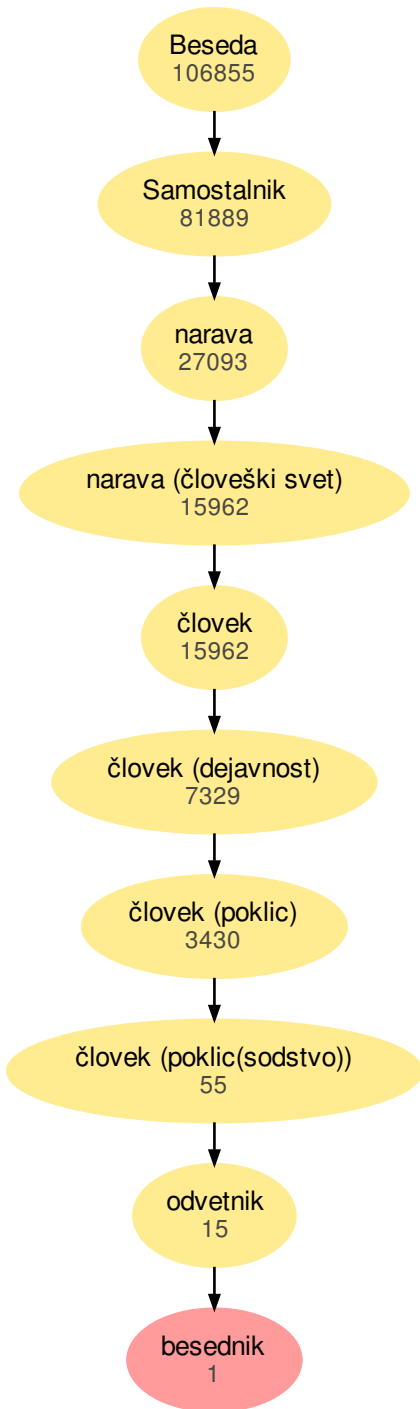 Beseda
106855
Samostalnik
81889
narava
27093
narava (človeški svet)
15962
človek
15962
človek (dejavnost)
7329
človek (poklic)
3430
človek (poklic(sodstvo))
55
odvetnik
15
besednik
1